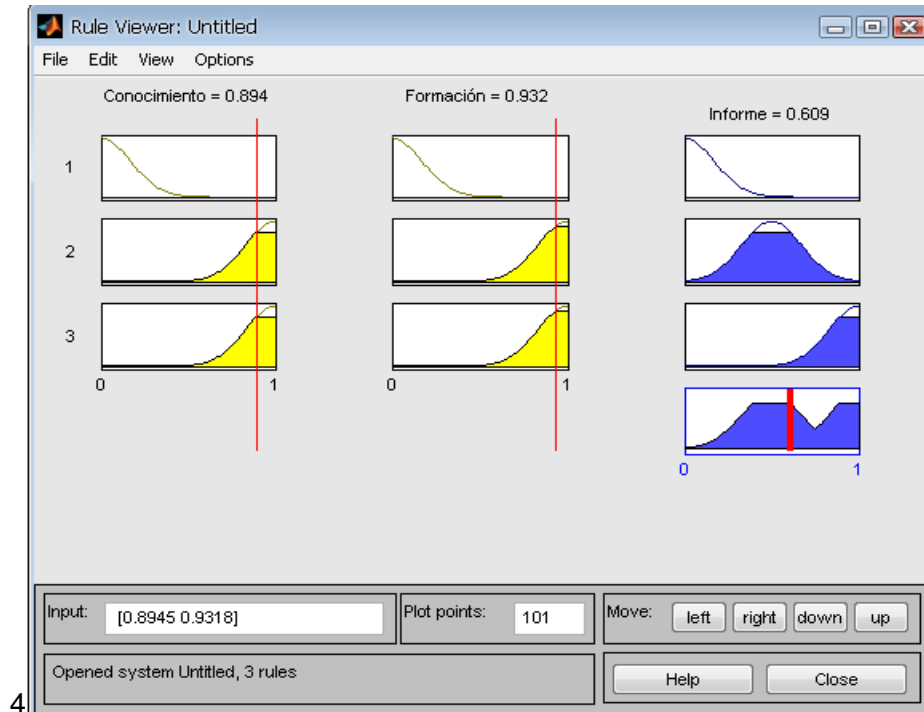 Rule Viewer: Untitled
File Edit View Options
Conocimiento = 0.894 Formación = 0.932 Informe = 0.609
1
2
3
0 1 0 1
0 1
Input: [0.8945 0.9318] Plot points: 101 Move: left right down up
Opened system Untitled, 3 rules Help Close
4